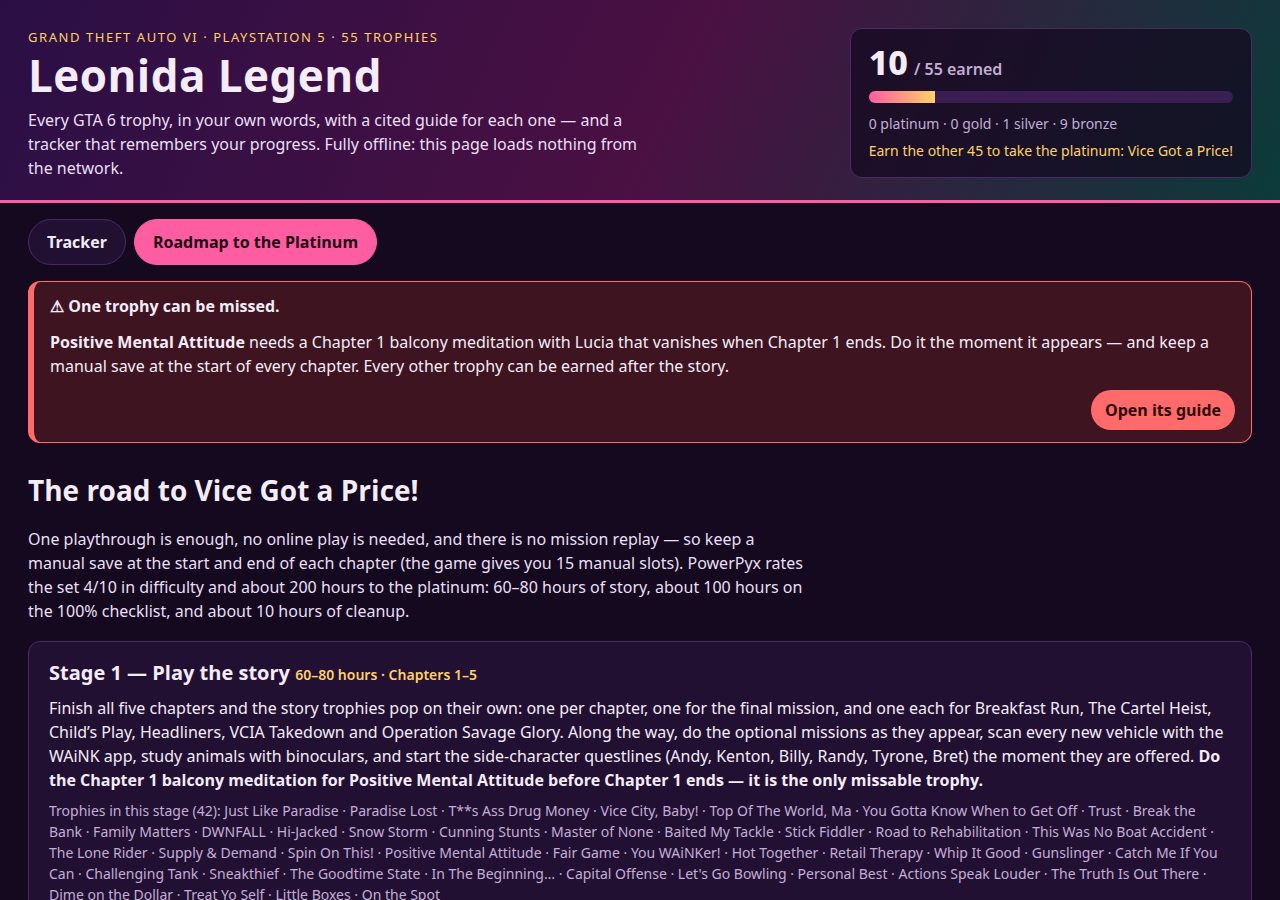 GRAND THEFT AUTO VI · PLAYSTATION 5 · 55 TROPHIES
Leonida Legend
Every GTA 6 trophy, in your own words, with a cited guide for each one — and a
tracker that remembers your progress. Fully offline: this page loads nothing from
the network.
10 / 55 earned
0 platinum · 0 gold · 1 silver · 9 bronze
Earn the other 45 to take the platinum: Vice Got a Price!
Tracker
Roadmap to the Platinum
⚠ One trophy can be missed.
Positive Mental Attitude needs a Chapter 1 balcony meditation with Lucia that vanishes when Chapter 1 ends. Do it the moment it appears — and keep a
manual save at the start of every chapter. Every other trophy can be earned after the story.
Open its guide
The road to Vice Got a Price!
One playthrough is enough, no online play is needed, and there is no mission replay — so keep a
manual save at the start and end of each chapter (the game gives you 15 manual slots). PowerPyx rates
the set 4/10 in difficulty and about 200 hours to the platinum: 60–80 hours of story, about 100 hours on
the 100% checklist, and about 10 hours of cleanup.
Stage 1 — Play the story 60–80 hours · Chapters 1–5
Finish all five chapters and the story trophies pop on their own: one per chapter, one for the final mission, and one each for Breakfast Run, The Cartel Heist,
Child’s Play, Headliners, VCIA Takedown and Operation Savage Glory. Along the way, do the optional missions as they appear, scan every new vehicle with the
WAiNK app, study animals with binoculars, and start the side-character questlines (Andy, Kenton, Billy, Randy, Tyrone, Bret) the moment they are offered. Do
the Chapter 1 balcony meditation for Positive Mental Attitude before Chapter 1 ends — it is the only missable trophy.
Trophies in this stage (42): Just Like Paradise · Paradise Lost · T**s Ass Drug Money · Vice City, Baby! · Top Of The World, Ma · You Gotta Know When to Get Off · Trust · Break the
Bank · Family Matters · DWNFALL · Hi-Jacked · Snow Storm · Cunning Stunts · Master of None · Baited My Tackle · Stick Fiddler · Road to Rehabilitation · This Was No Boat Accident ·
The Lone Rider · Supply & Demand · Spin On This! · Positive Mental Attitude · Fair Game · You WAiNKer! · Hot Together · Retail Therapy · Whip It Good · Gunslinger · Catch Me If You
Can · Challenging Tank · Sneakthief · The Goodtime State · In The Beginning... · Capital Offense · Let's Go Bowling · Personal Best · Actions Speak Louder · The Truth Is Out There ·
Dime on the Dollar · Treat Yo Self · Little Boxes · On the Spot